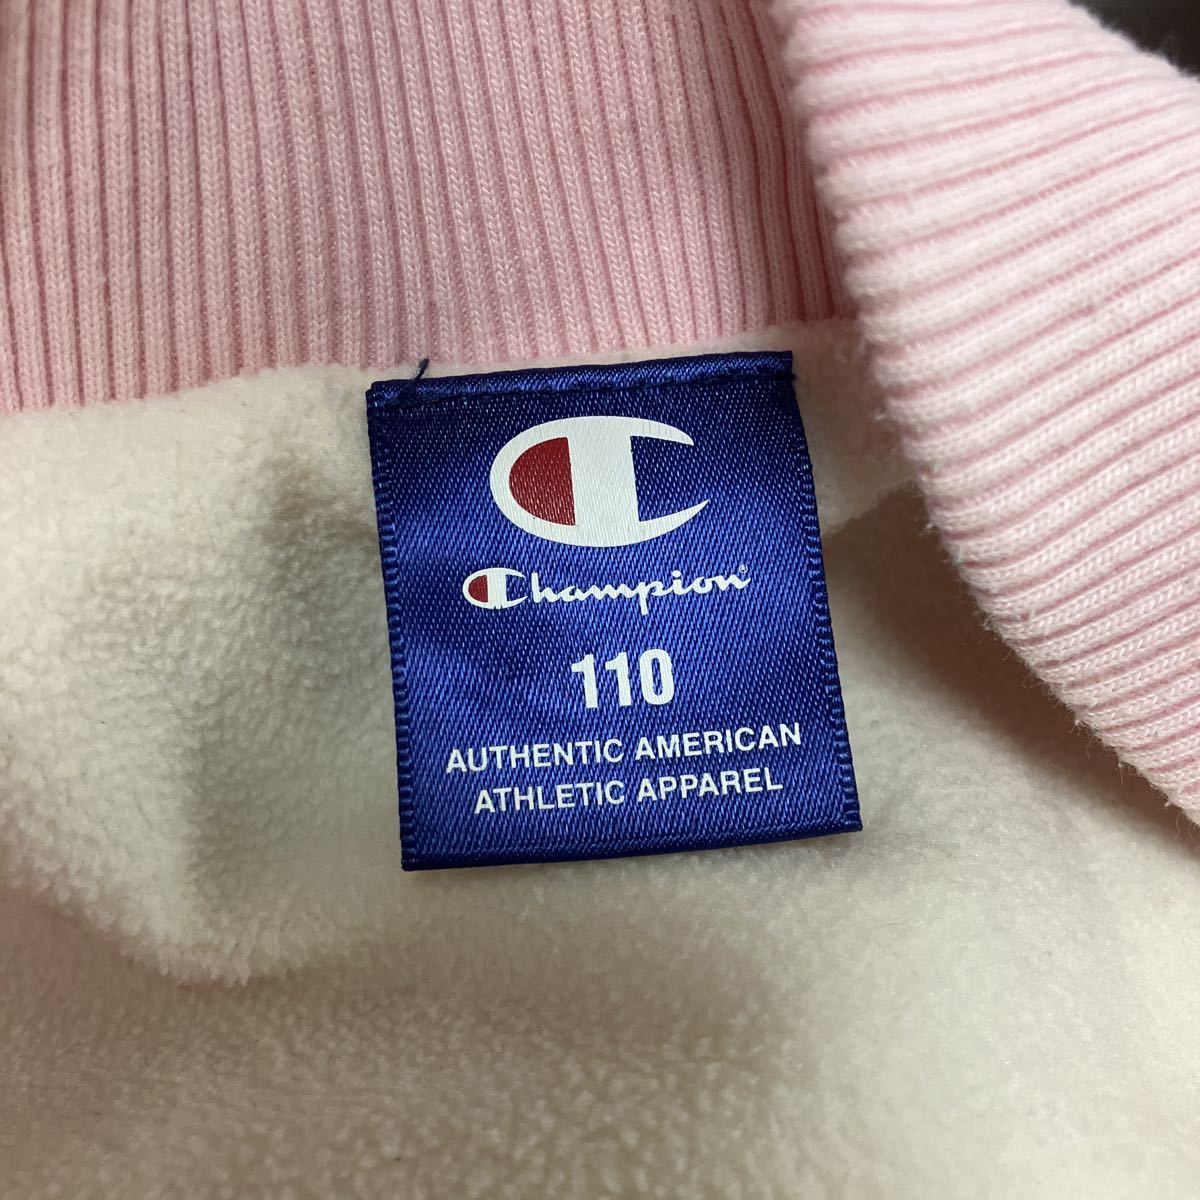 Champion
110
AUTHENTIC AMERICAN
ATHLETIC APPAREL